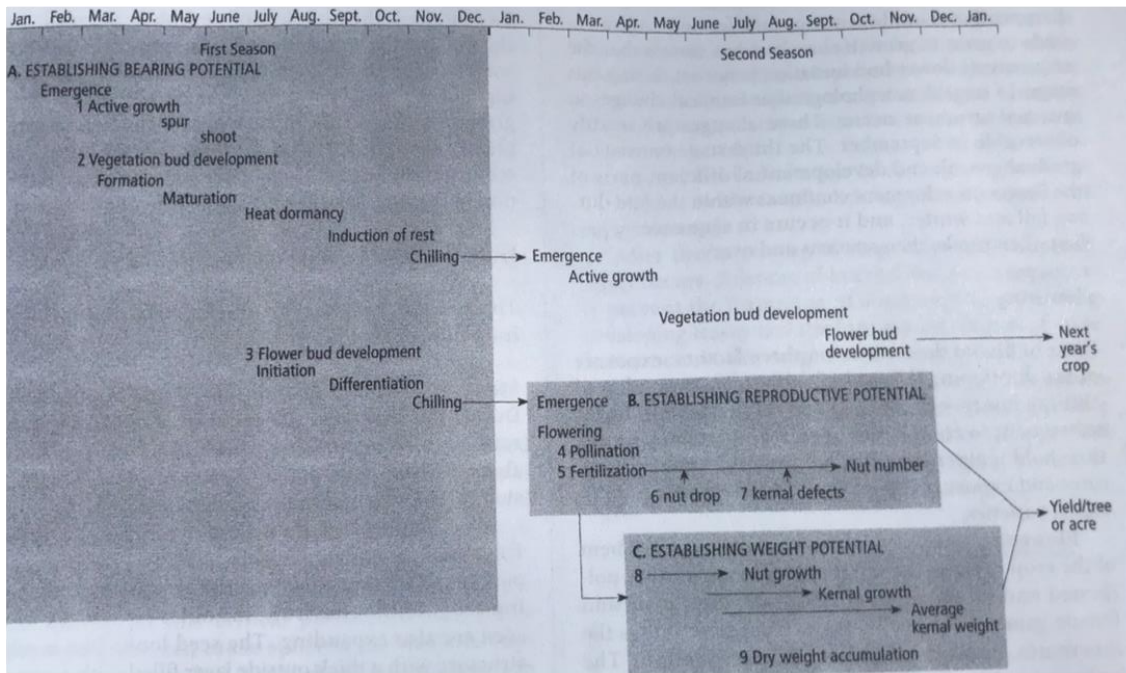 Jan. Feb. Mar. Apr. May June July Aug. Sept. Oct. Nov. Dec. Jan. Feb. Mar. Apr. May June July Aug. Sept. Oct. Nov. Dec. Jan.
First Season
Second Season
A. ESTABLISHING BEARING POTENTIAL
Emergence
1 Active growth
spur
shoot
2 Vegetation bud development
Formation
Maturation
Heat dormancy
Induction of rest
Chilling
Emergence
Active growth
Vegetation bud development
Flower bud
development
Next
year's
crop
3 Flower bud development
Initiation
Differentiation
Chilling
Emergence
B. ESTABLISHING REPRODUCTIVE POTENTIAL
Flowering
4 Pollination
5 Fertilization
Nut number
6 nut drop
7 kernal defects
Yield/tree
or acre
C. ESTABLISHING WEIGHT POTENTIAL
8
Nut growth
Kernal growth
Average
kernal weight
9 Dry weight accumulation